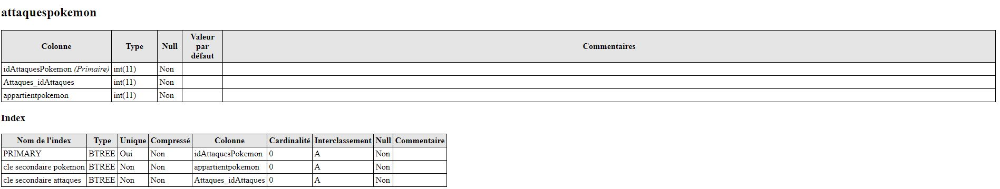 attaquespokemon
Colonne Type Null Valeur par défaut Commentaires
idAttaquesPokemon (Primaire) int(11) Non
Attaques_idAttaques int(11) Non
appartientpokemon int(11) Non
Index
Nom de l'index Type Unique Compressé Colonne Cardinalité Interclassement Null Commentaire
PRIMARY BTREE Oui Non idAttaquesPokemon 0 A Non
cle secondaire pokemon BTREE Non Non appartientpokemon 0 A Non
cle secondaire attaques BTREE Non Non Attaques_idAttaques 0 A Non